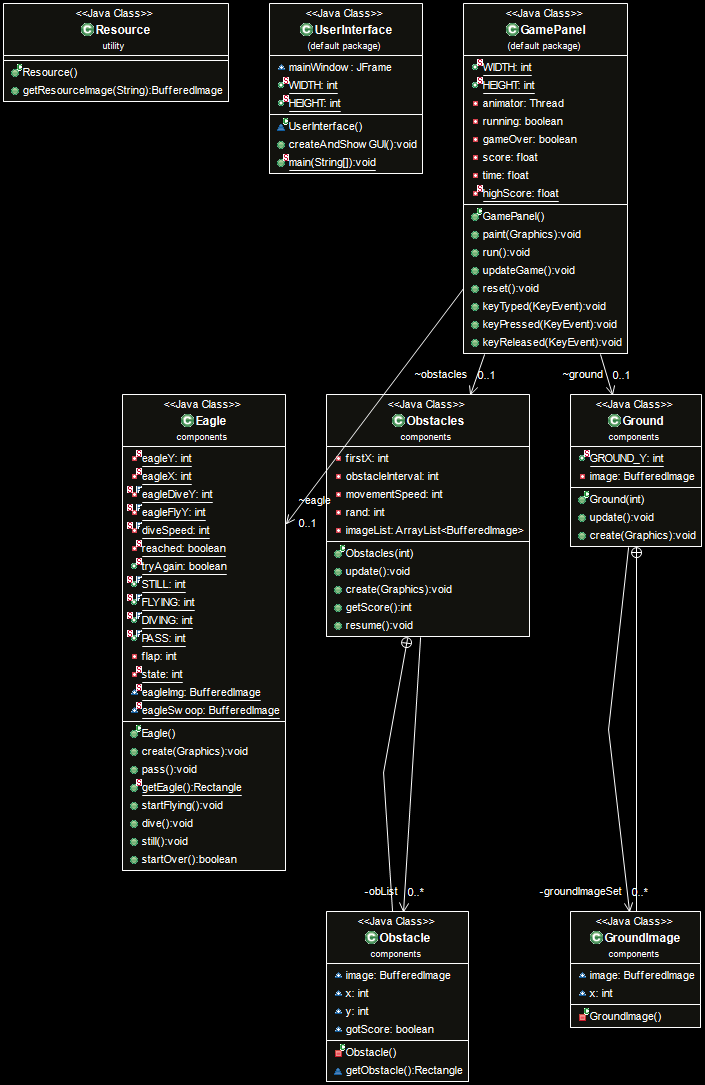 <<Java Class>>
Resource
utility
Resource()
getResourceImage(String):BufferedImage
<<Java Class>>
UserInterface
(default package)
mainWindow : JFrame
WIDTH: int
HEIGHT: int
UserInterface()
createAndShowGUI():void
main(String[]):void
<<Java Class>>
GamePanel
(default package)
WIDTH: int
HEIGHT: int
animator: Thread
running: boolean
gameOver: boolean
score: float
time: float
highScore: float
GamePanel()
paint(Graphics):void
run():void
updateGame():void
reset():void
keyTyped(KeyEvent):void
keyPressed(KeyEvent):void
keyReleased(KeyEvent):void
~obstacles
0..1
~ground
0..1
~eagle
0..1
<<Java Class>>
Eagle
components
eagleY: int
eagleX: int
eagleDiveY: int
eagleFlyY: int
diveSpeed: int
reached: boolean
tryAgain: boolean
STILL: int
FLYING: int
DIVING: int
PASS: int
flap: int
state: int
eagleImg: BufferedImage
eagleSwoop: BufferedImage
Eagle()
create(Graphics):void
pass():void
getEagle():Rectangle
startFlying():void
dive():void
still():void
startOver():boolean
<<Java Class>>
Obstacles
components
firstX: int
obstacleInterval: int
movementSpeed: int
rand: int
imageList: ArrayList<BufferedImage>
Obstacles(int)
update():void
create(Graphics):void
getScore():int
resume():void
<<Java Class>>
Ground
components
GROUND_Y: int
image: BufferedImage
Ground(int)
update():void
create(Graphics):void
-obList
0..*
-groundImageSet
0..*
<<Java Class>>
Obstacle
components
image: BufferedImage
x: int
y: int
gotScore: boolean
Obstacle()
getObstacle():Rectangle
<<Java Class>>
GroundImage
components
image: BufferedImage
x: int
GroundImage()